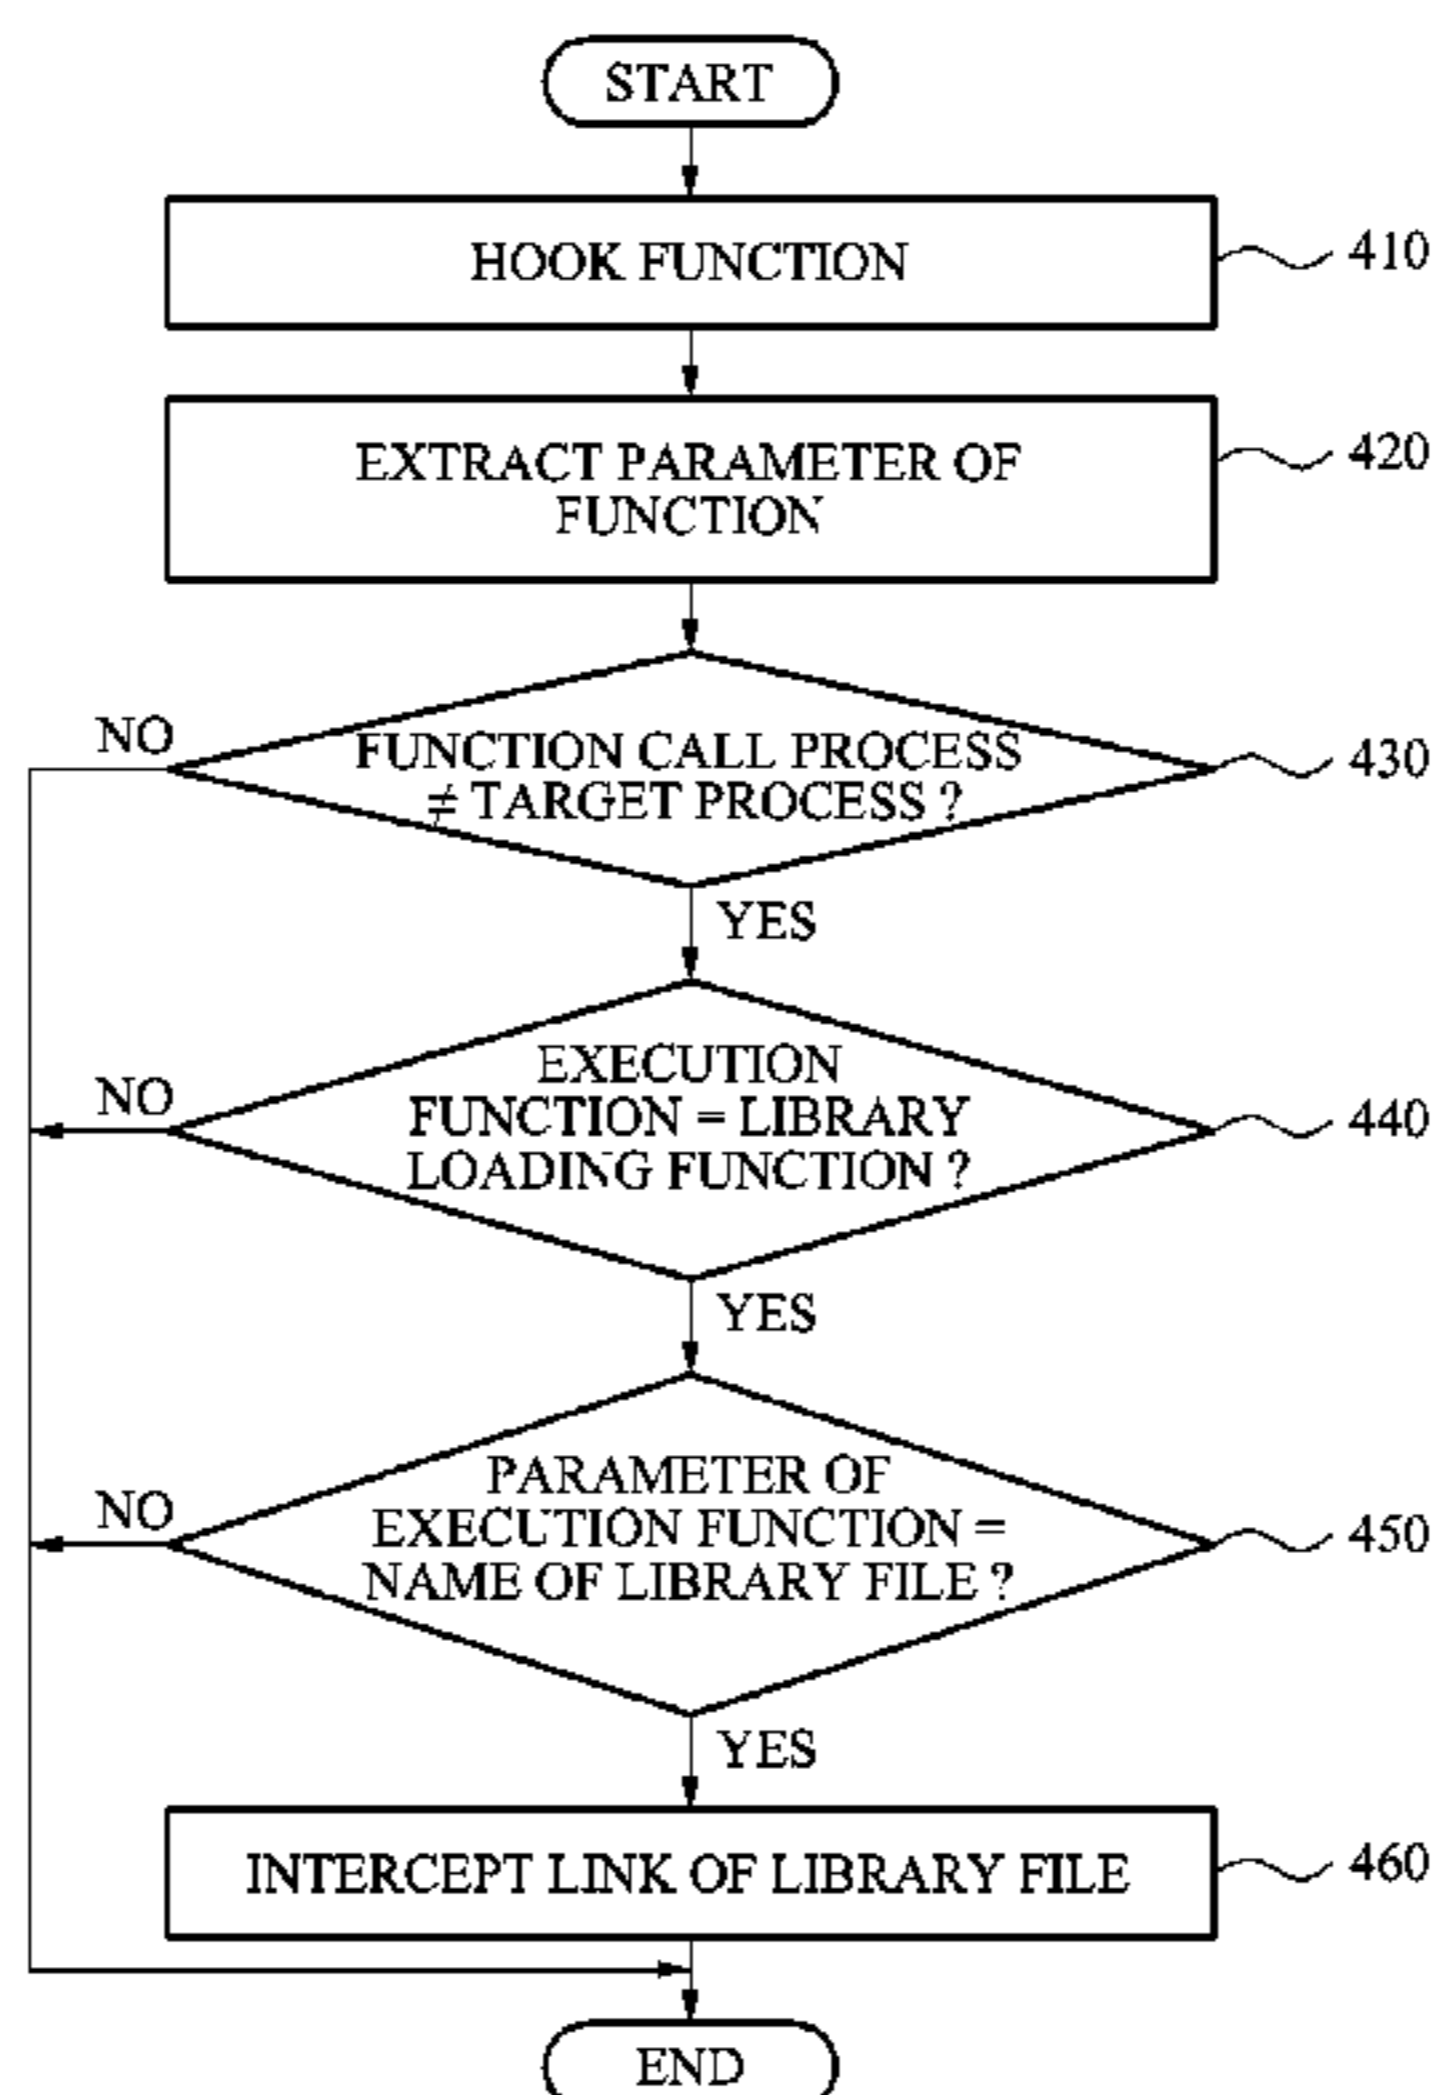 START
HOOK FUNCTION
410
EXTRACT PARAMETER OF
FUNCTION
420
NO
FUNCTION CALL PROCESS
≠ TARGET PROCESS ?
430
YES
NO
EXECUTION
FUNCTION = LIBRARY
LOADING FUNCTION ?
440
YES
NO
PARAMETER OF
EXECUTION FUNCTION =
NAME OF LIBRARY FILE ?
450
YES
INTERCEPT LINK OF LIBRARY FILE
460
END